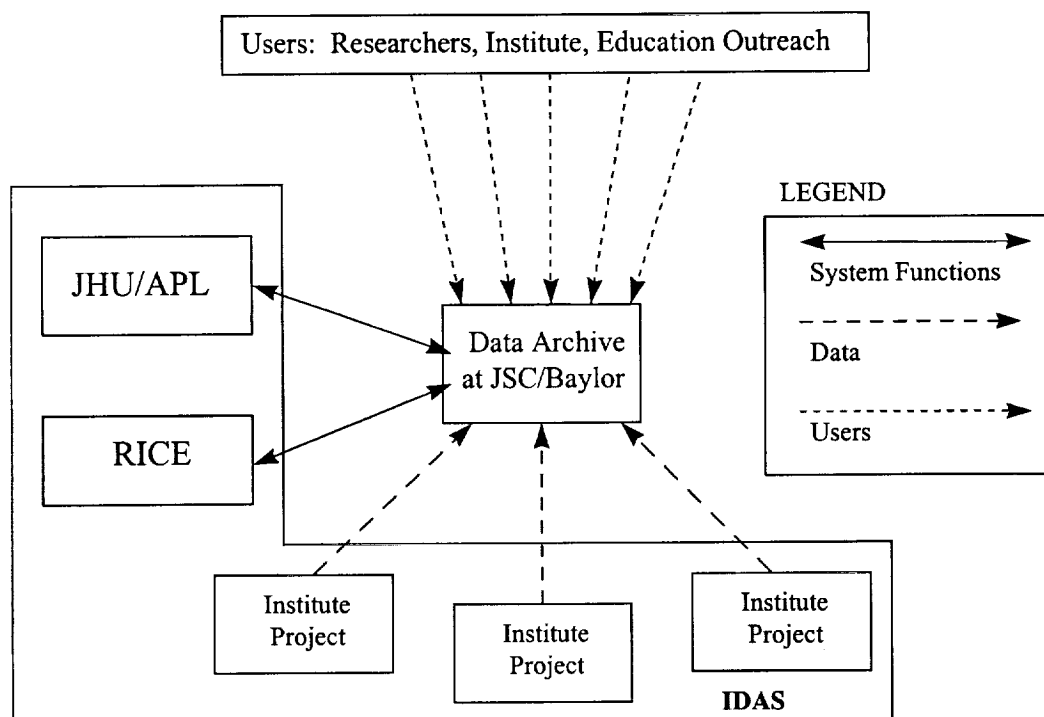 Users: Researchers, Institute, Education Outreach
LEGEND
JHU/APL
System Functions
Data Archive
at JSC/Baylor
Data
RICE
Users
Institute
Project
Institute
Project
Institute
Project
IDAS